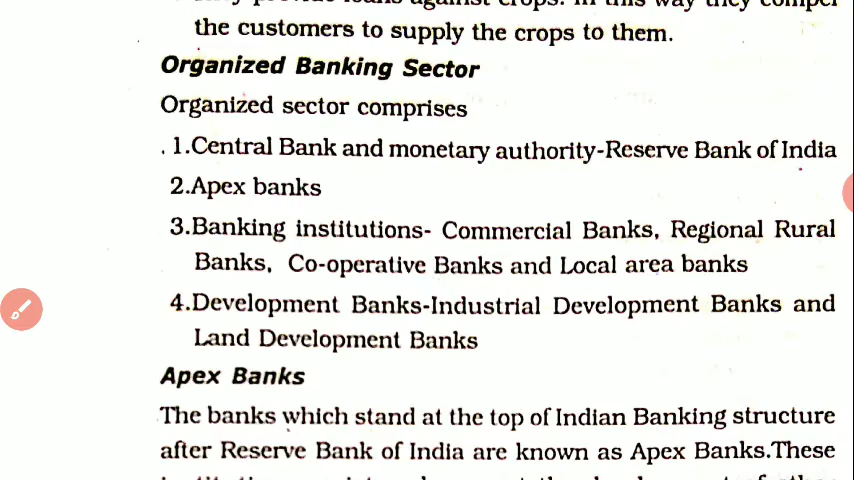 the customers to supply the crops to them.
Organized Banking Sector
Organized sector comprises
1.Central Bank and monetary authority-Reserve Bank of India
2.Apex banks
3.Banking institutions- Commercial Banks, Regional Rural
Banks, Co-operative Banks and Local area banks
4.Development Banks-Industrial Development Banks and
Land Development Banks
Apex Banks
The banks which stand at the top of Indian Banking structure
after Reserve Bank of India are known as Apex Banks.These